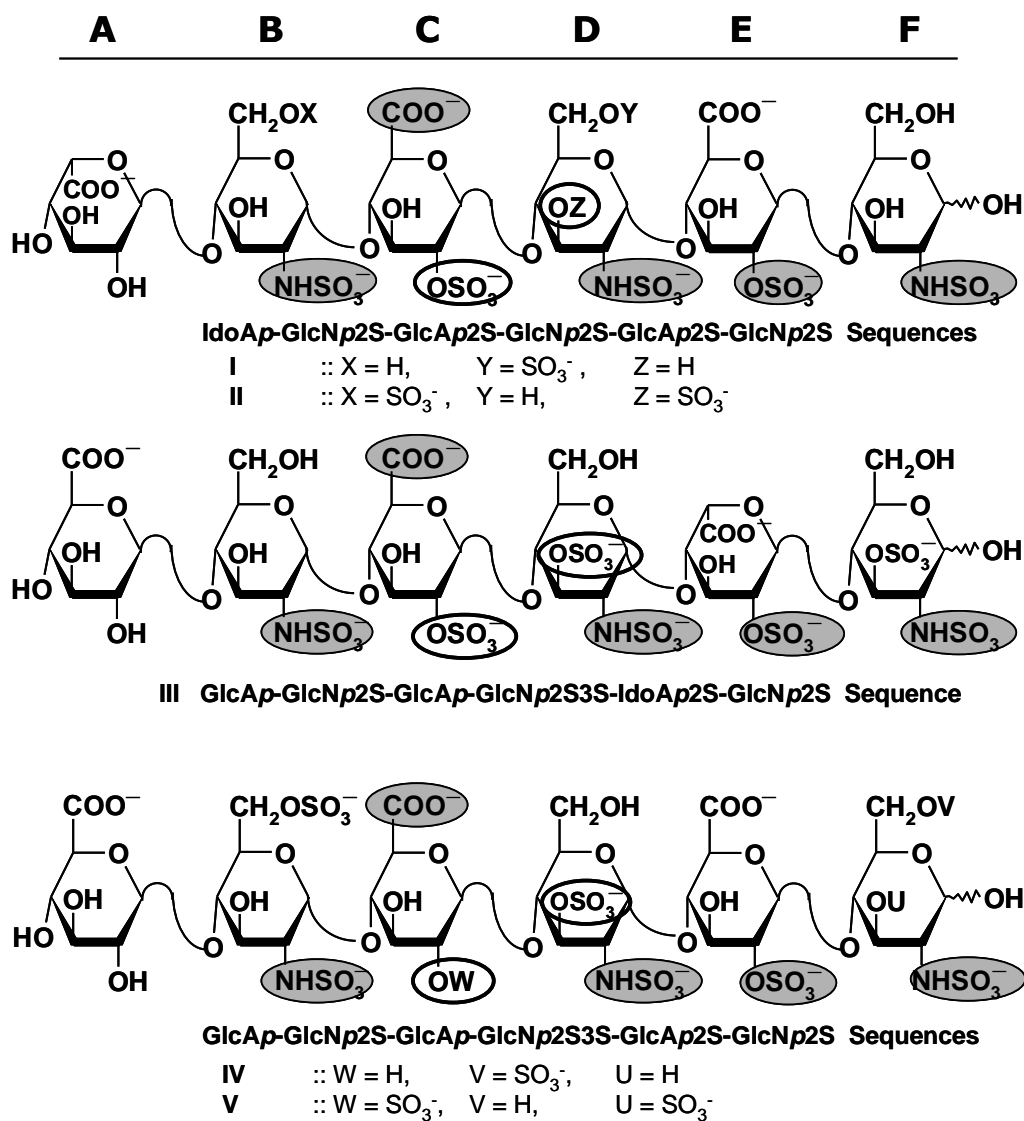 A B C D E F
CH₂OX COO⁻ CH₂OY COO⁻ CH₂OH
O O O O O O
COO⁻ OH OH OH OZ OH OH OH
HO O O O O O
OH NHSO₃⁻ OSO₃⁻ NHSO₃⁻ OSO₃⁻ NHSO₃⁻
IdoAp-GlcNp2S-GlcAp2S-GlcNp2S-GlcAp2S-GlcNp2S Sequences
I :: X = H, Y = SO₃⁻ , Z = H
II :: X = SO₃⁻ , Y = H, Z = SO₃⁻
COO⁻ CH₂OH COO⁻ CH₂OH CH₂OH
O O O O O O
COO⁻
OH OH OH OSO₃⁻ OH OSO₃⁻ OH
HO O O O O O
OH NHSO₃⁻ OSO₃⁻ NHSO₃⁻ OSO₃⁻ NHSO₃⁻
III GlcAp-GlcNp2S-GlcAp-GlcNp2S3S-IdoAp2S-GlcNp2S Sequence
COO⁻ CH₂OSO₃⁻ COO⁻ CH₂OH COO⁻ CH₂OV
O O O O O O
OH OH OH OSO₃⁻ OH OU OH
HO O O O O O
OH NHSO₃⁻ OW NHSO₃⁻ OSO₃⁻ NHSO₃⁻
GlcAp-GlcNp2S-GlcAp-GlcNp2S3S-GlcAp2S-GlcNp2S Sequences
IV :: W = H, V = SO₃⁻, U = H
V :: W = SO₃⁻, V = H, U = SO₃⁻